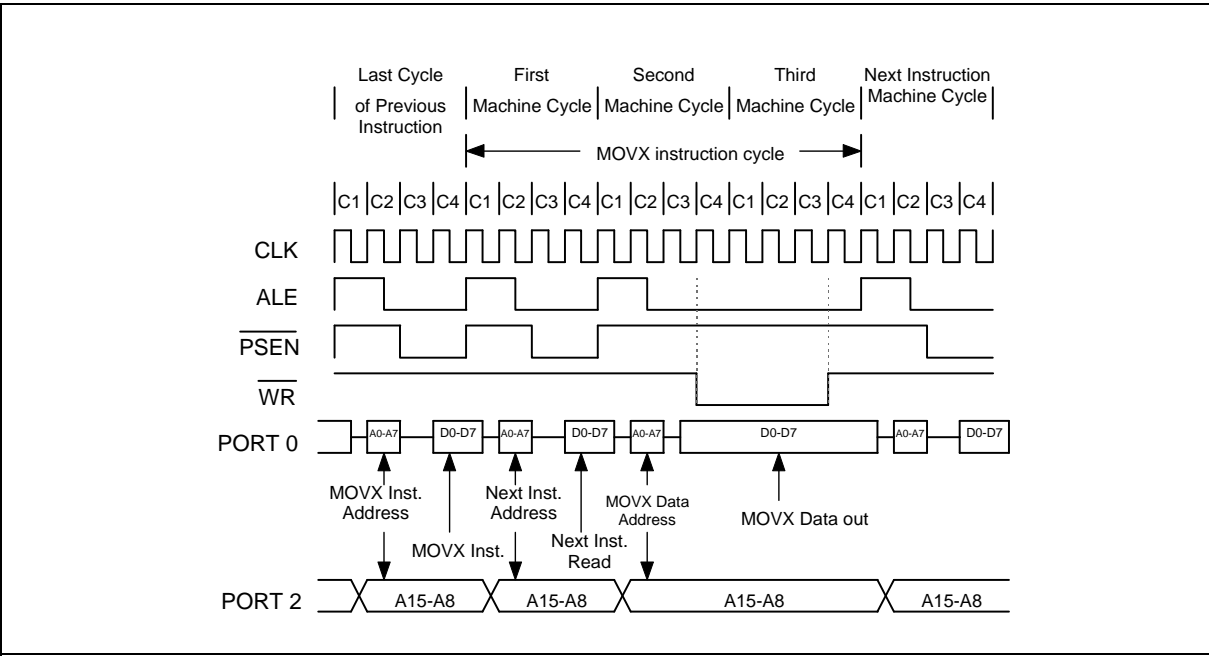 Last Cycle First Second Third Next Instruction
of Previous Machine Cycle Machine Cycle Machine Cycle Machine Cycle
Instruction
MOVX instruction cycle
C1 C2 C3 C4 C1 C2 C3 C4 C1 C2 C3 C4 C1 C2 C3 C4 C1 C2 C3 C4
CLK
ALE
PSEN
WR
PORT 0 A0-A7 D0-D7 A0-A7 D0-D7 A0-A7 D0-D7 A0-A7 D0-D7
MOVX Inst. Next Inst. MOVX Data
Address Address Address
MOVX Data out
MOVX Inst. Next Inst.
Read
PORT 2 A15-A8 A15-A8 A15-A8 A15-A8